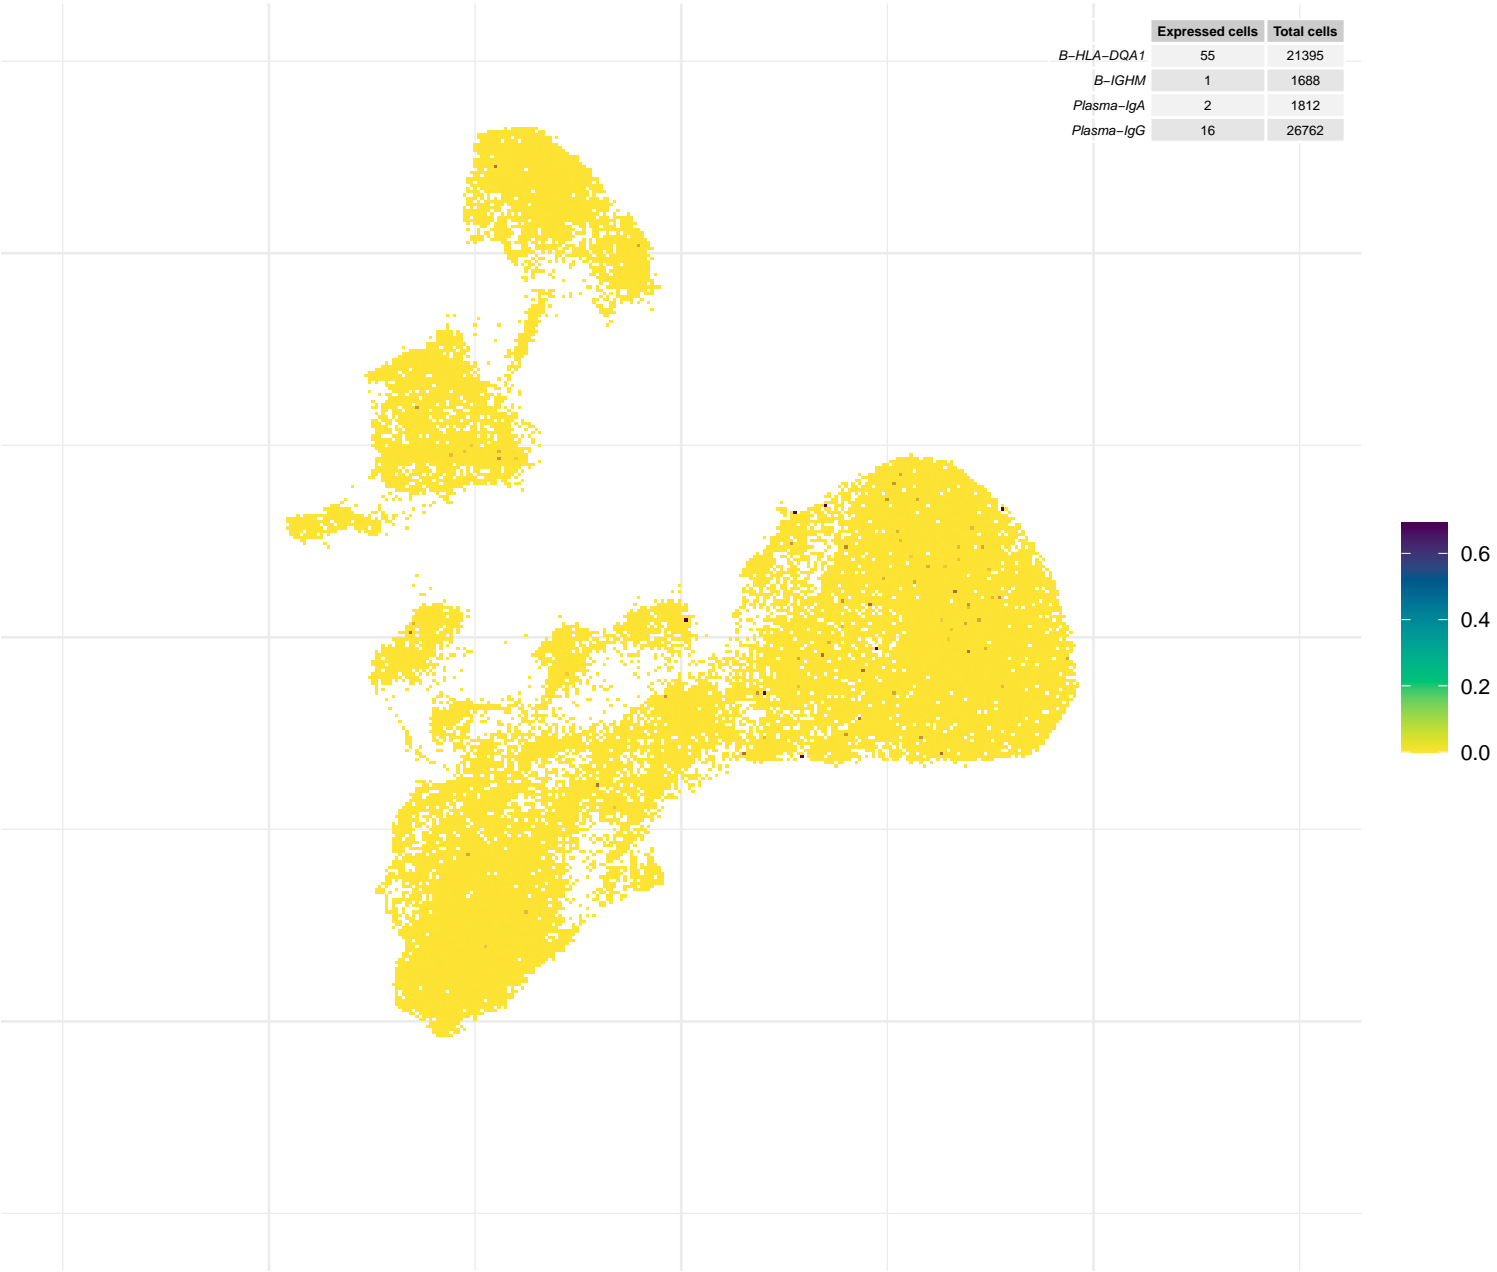 Expressed cells Total cells
B−HLA−DQA1 55 21395
B−IGHM 1 1688
Plasma−IgA 2 1812
Plasma−IgG 16 26762
0.6
0.4
0.2
0.0